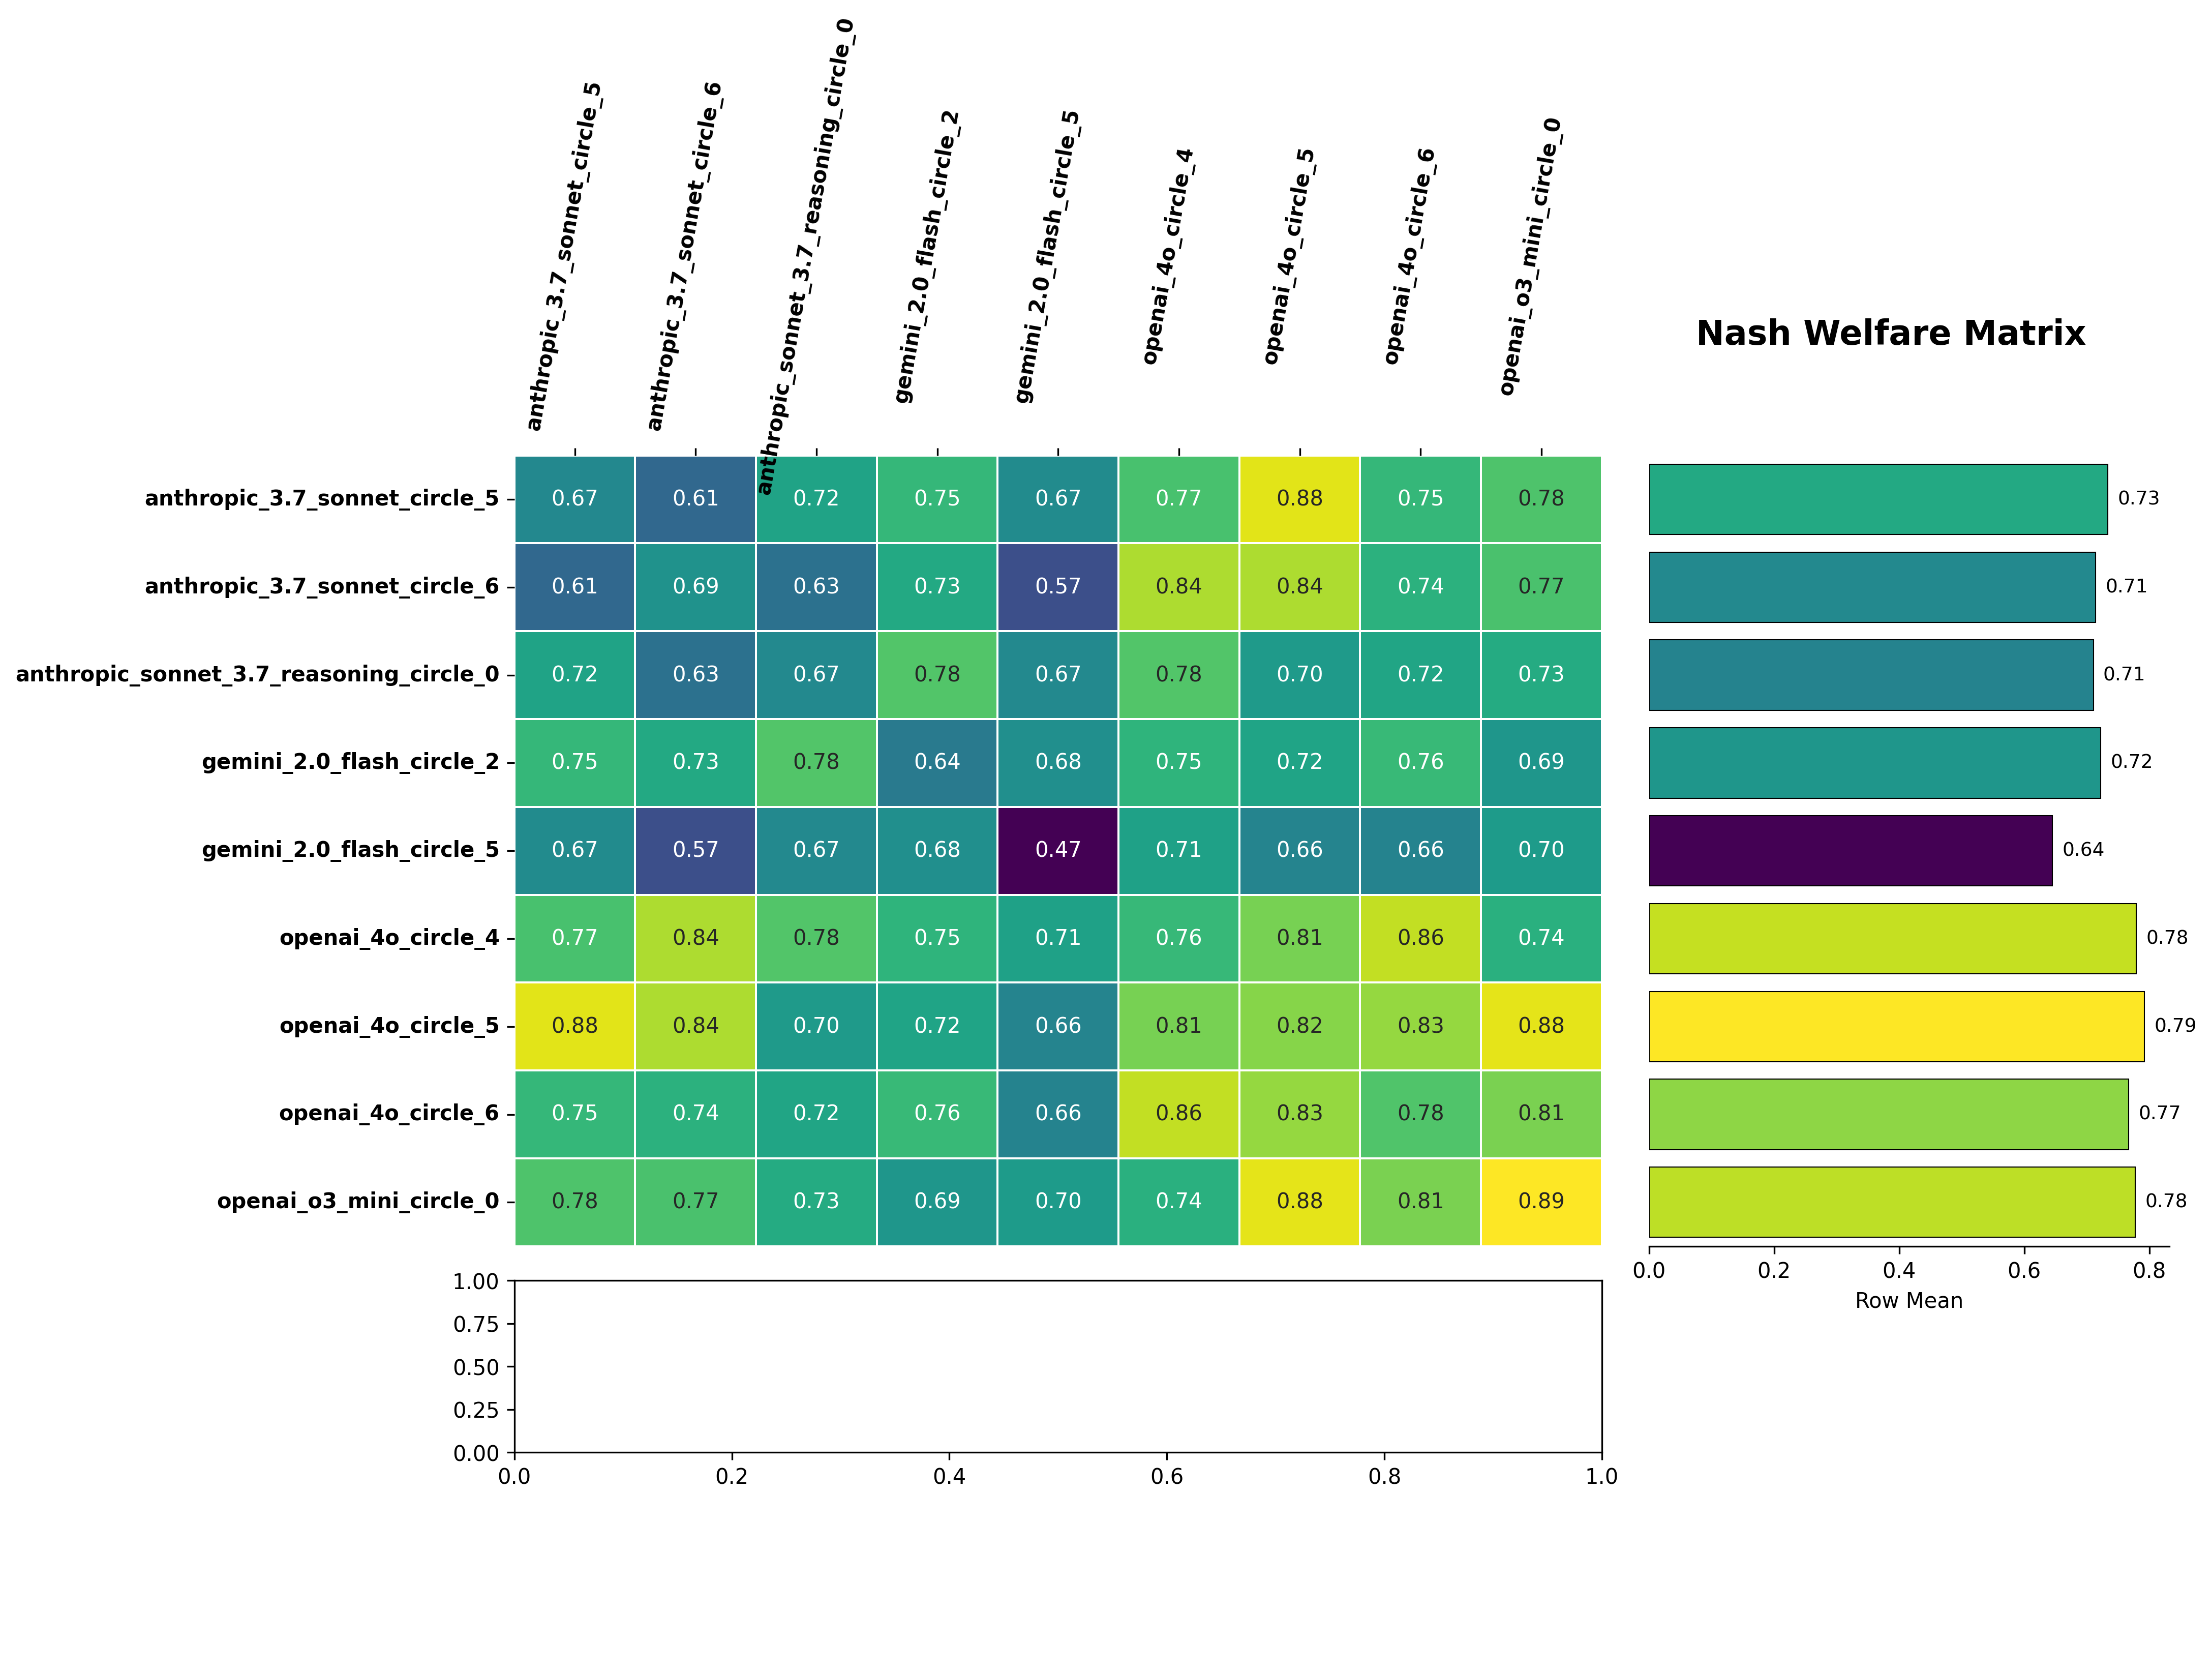 anthropic_3.7_sonnet_circle_5
anthropic_3.7_sonnet_circle_6
anthropic_sonnet_3.7_reasoning_circle_0
gemini_2.0_flash_circle_2
gemini_2.0_flash_circle_5
openai_4o_circle_4
openai_4o_circle_5
openai_4o_circle_6
openai_o3_mini_circle_0
Nash Welfare Matrix
anthropic_3.7_sonnet_circle_5 0.67 0.61 0.72 0.75 0.67 0.77 0.88 0.75 0.78 0.73
anthropic_3.7_sonnet_circle_6 0.61 0.69 0.63 0.73 0.57 0.84 0.84 0.74 0.77 0.71
anthropic_sonnet_3.7_reasoning_circle_0 0.72 0.63 0.67 0.78 0.67 0.78 0.70 0.72 0.73 0.71
gemini_2.0_flash_circle_2 0.75 0.73 0.78 0.64 0.68 0.75 0.72 0.76 0.69 0.72
gemini_2.0_flash_circle_5 0.67 0.57 0.67 0.68 0.47 0.71 0.66 0.66 0.70 0.64
openai_4o_circle_4 0.77 0.84 0.78 0.75 0.71 0.76 0.81 0.86 0.74 0.78
openai_4o_circle_5 0.88 0.84 0.70 0.72 0.66 0.81 0.82 0.83 0.88 0.79
openai_4o_circle_6 0.75 0.74 0.72 0.76 0.66 0.86 0.83 0.78 0.81 0.77
openai_o3_mini_circle_0 0.78 0.77 0.73 0.69 0.70 0.74 0.88 0.81 0.89 0.78
0.0 0.2 0.4 0.6 0.8
Row Mean
1.00
0.75
0.50
0.25
0.00
0.0 0.2 0.4 0.6 0.8 1.0